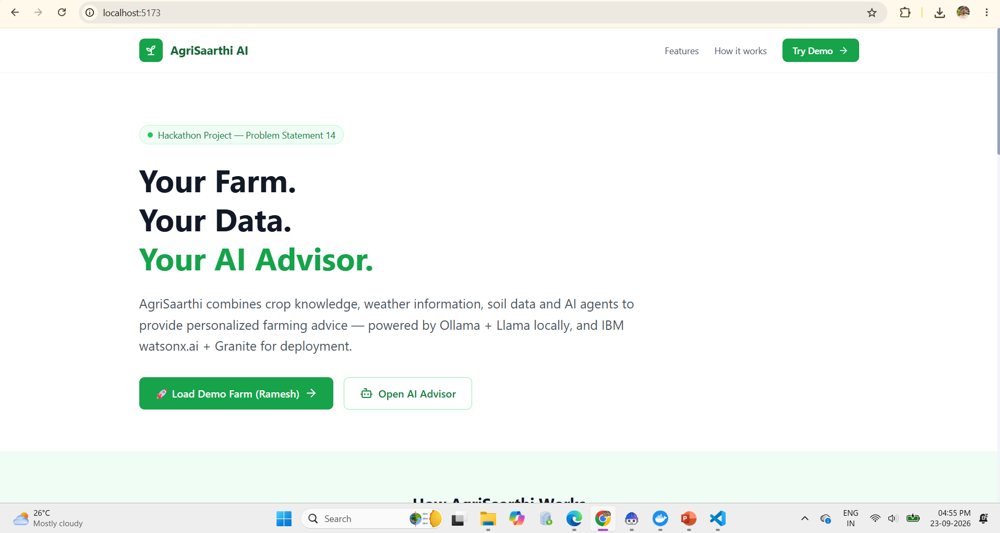 localhost:5173
AgriSaarthi AI
Features
How it works
Try Demo
Hackathon Project — Problem Statement 14
Your Farm.
Your Data.
Your AI Advisor.
AgriSaarthi combines crop knowledge, weather information, soil data and AI agents to
provide personalized farming advice — powered by Ollama + Llama locally, and IBM
watsonx.ai + Granite for deployment.
🚀 Load Demo Farm (Ramesh)
Open AI Advisor
How AgriSaarthi Works
26°C
Mostly cloudy
Search
ENG
IN
04:55 PM
23-09-2026